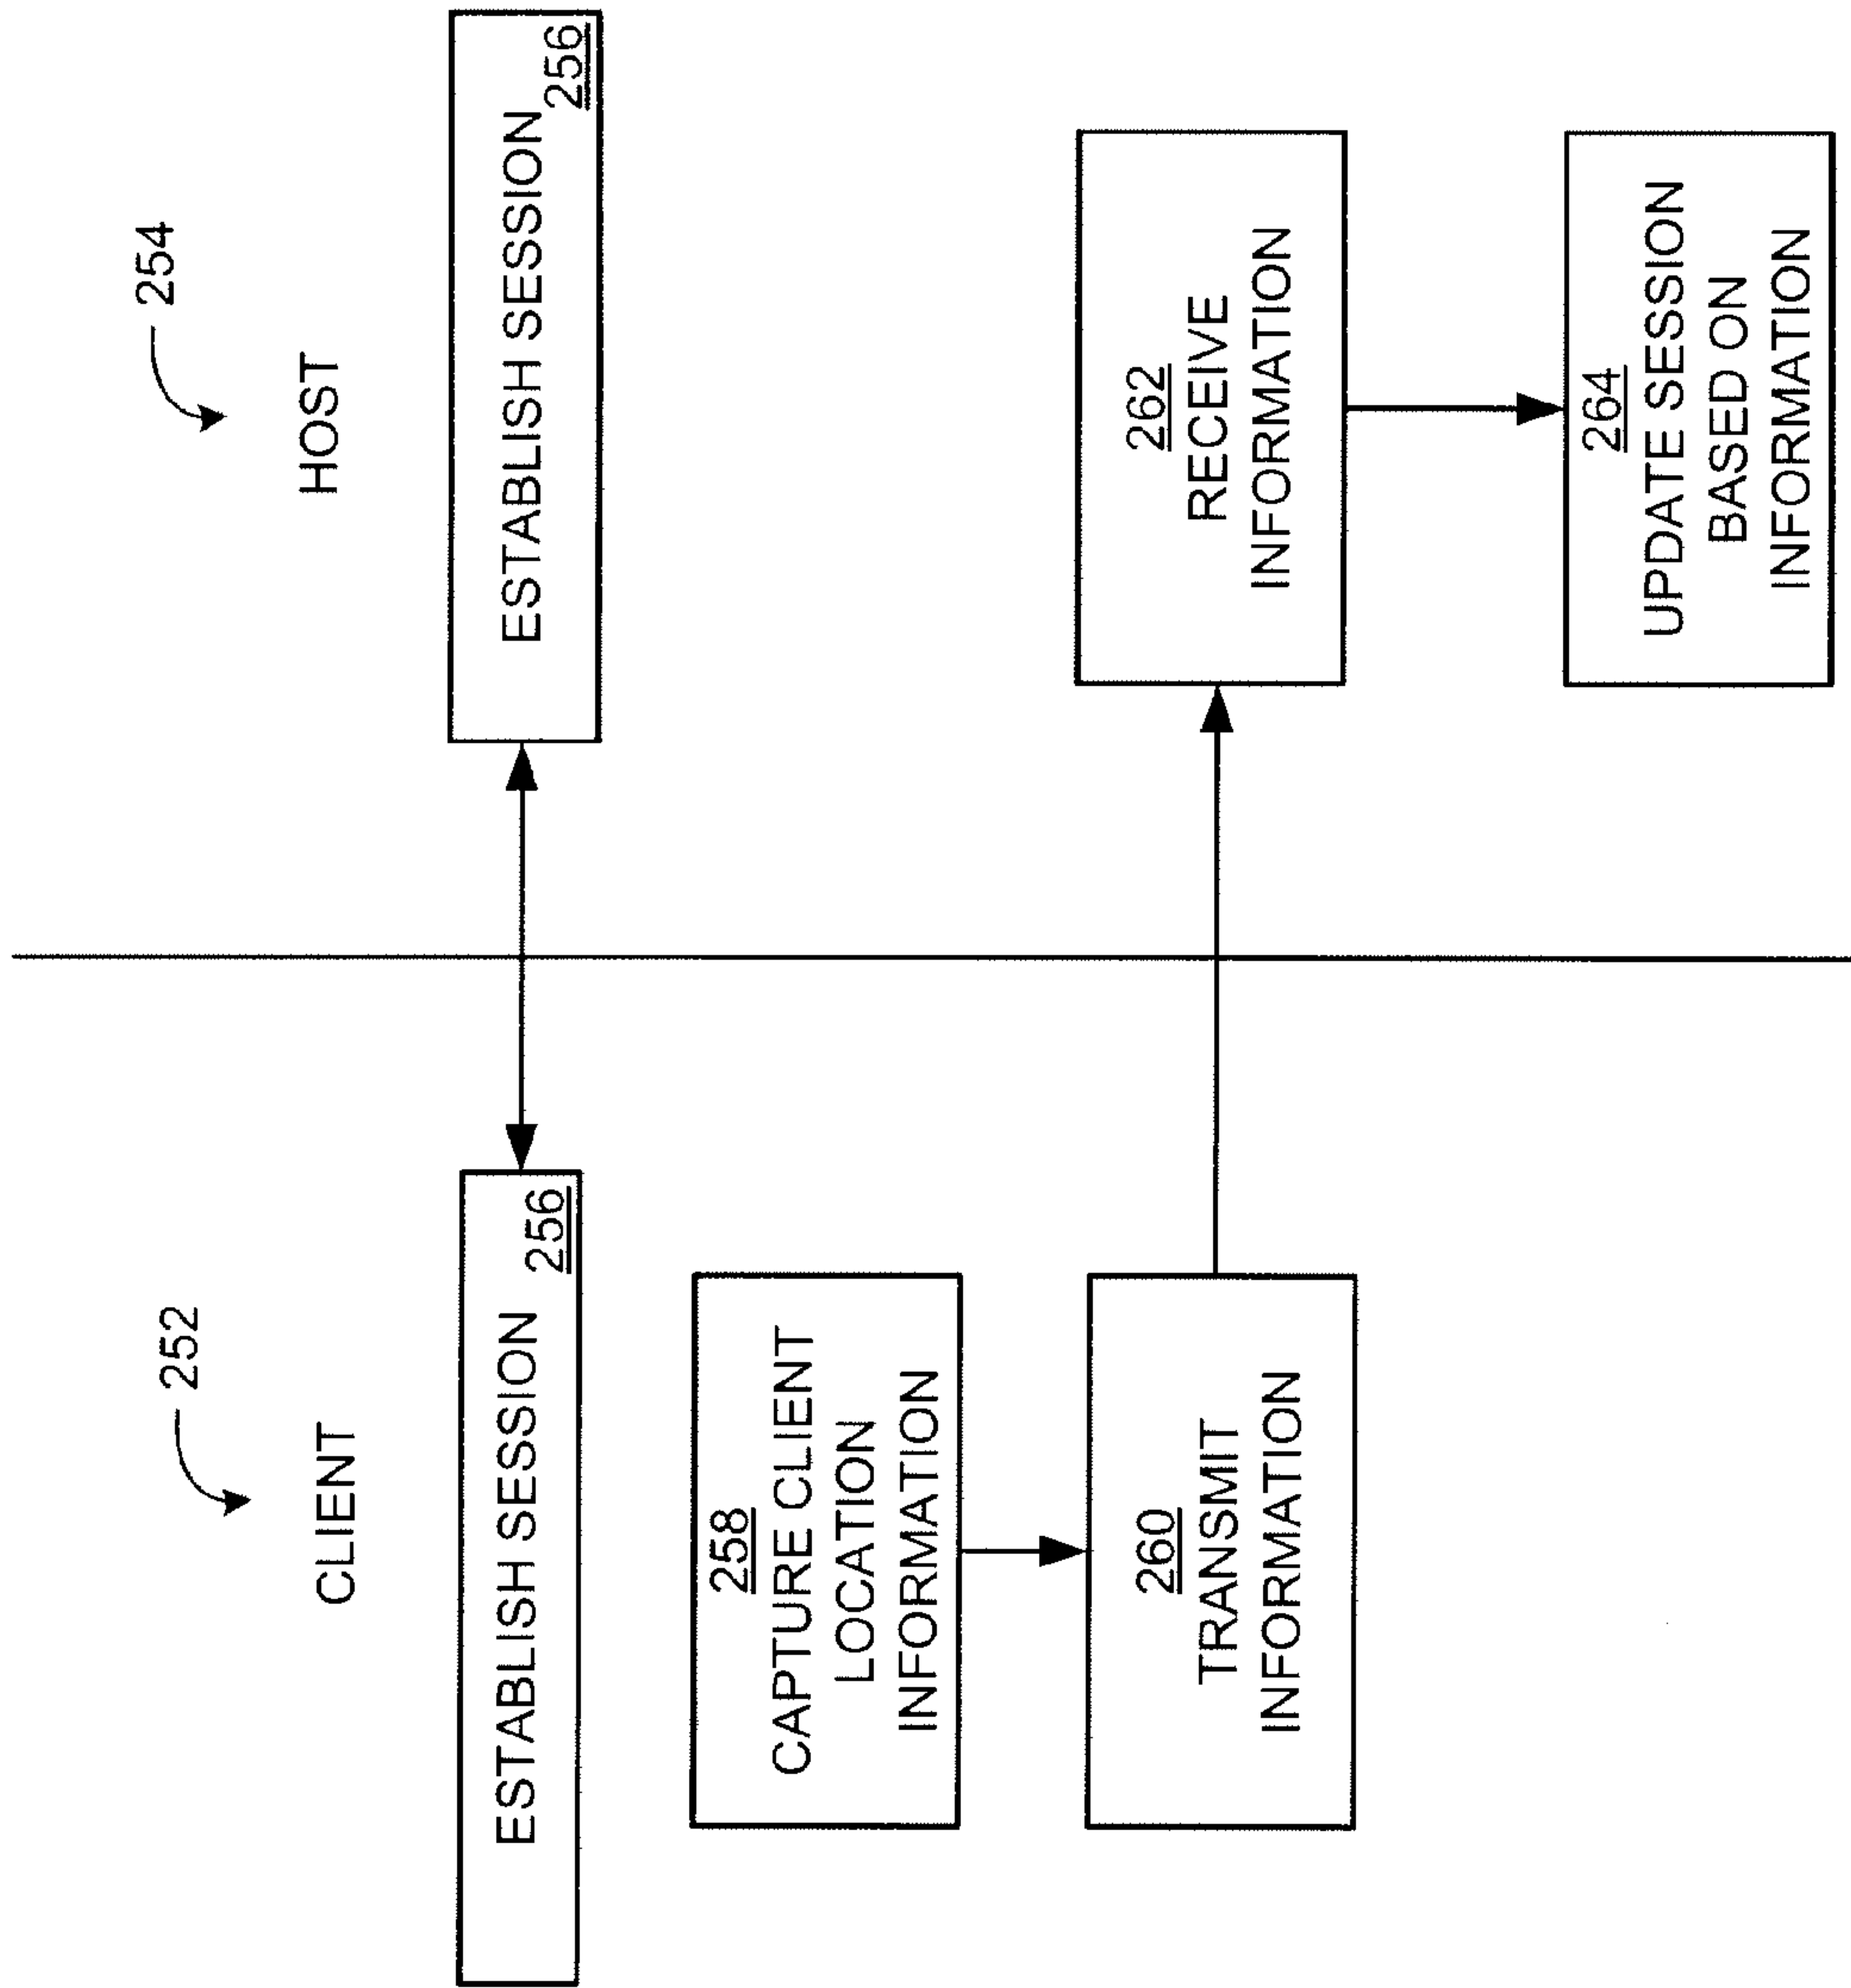 252
CLIENT
254
HOST
ESTABLISH SESSION
256
ESTABLISH SESSION
256
258
CAPTURE CLIENT
LOCATION
INFORMATION
260
TRANSMIT
INFORMATION
262
RECEIVE
INFORMATION
264
UPDATE SESSION
BASED ON
INFORMATION